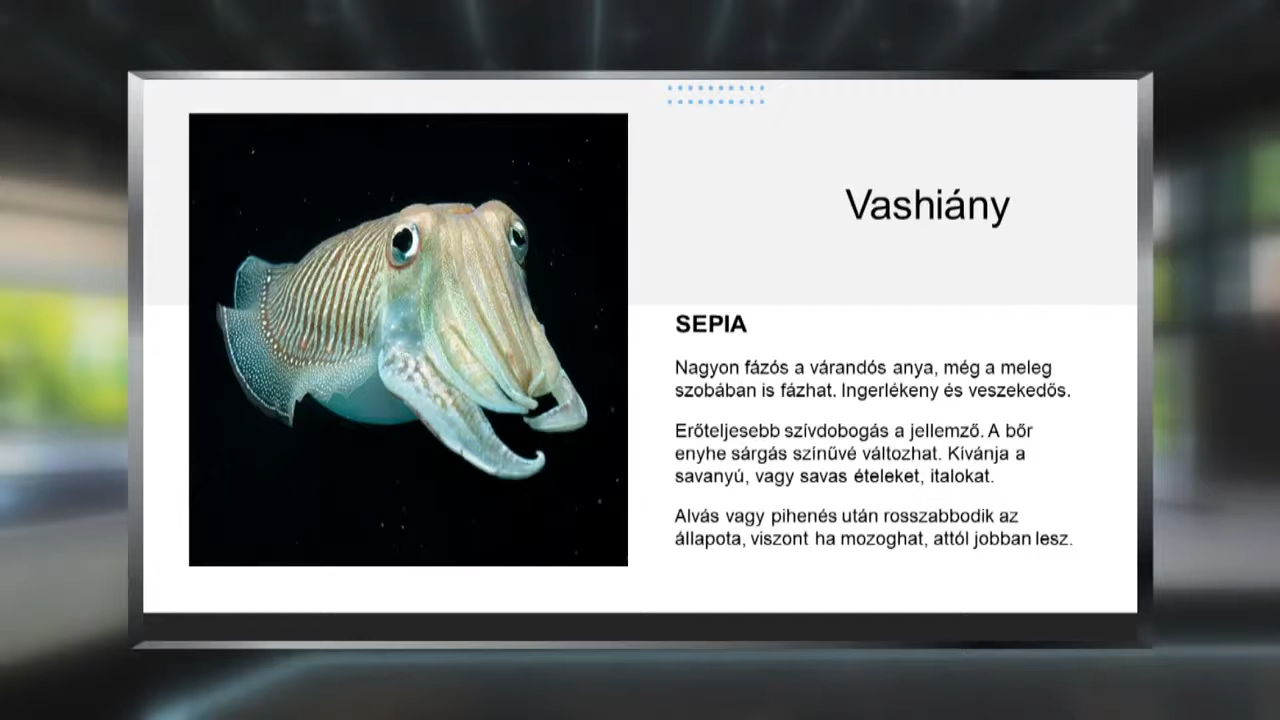 Vashiány
SEPIA
Nagyon fázós a várandós anya, még a meleg
szobában is fázhat. Ingerlékeny és veszekedős.
Erőteljesebb szívdobogás a jellemző. A bőr
enyhe sárgás színűvé változhat. Kívánja a
savanyú, vagy savas ételeket, italokat.
Alvás vagy pihenés után rosszabbodik az
állapota, viszont ha mozoghat, attól jobban lesz.